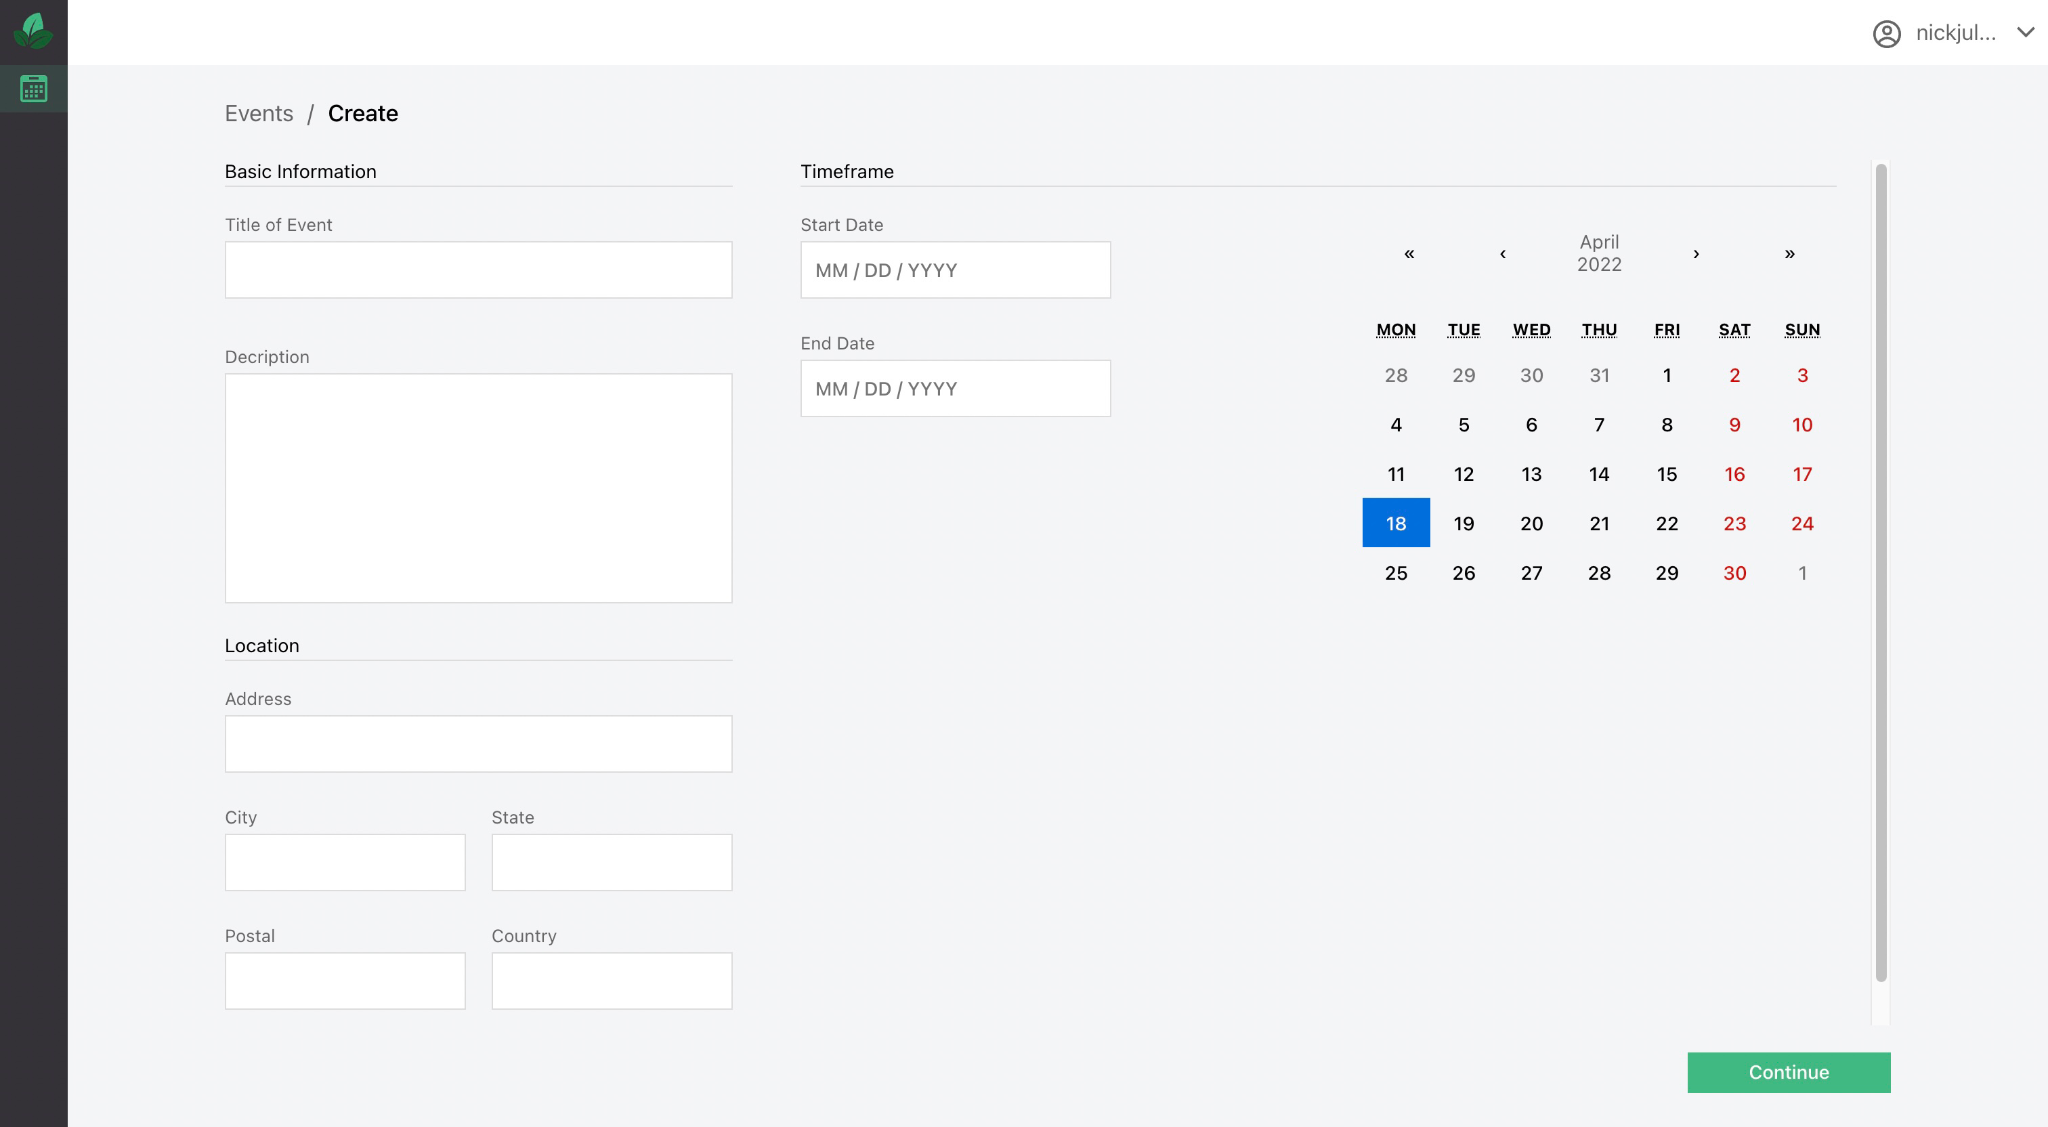 nickjul...
Events / Create
Basic Information
Title of Event
Decription
Location
Address
City State
Postal Country
Timeframe
Start Date
MM / DD / YYYY
End Date
MM / DD / YYYY
« ‹ April 2022 › »
MON TUE WED THU FRI SAT SUN
28 29 30 31 1 2 3
4 5 6 7 8 9 10
11 12 13 14 15 16 17
18 19 20 21 22 23 24
25 26 27 28 29 30 1
Continue